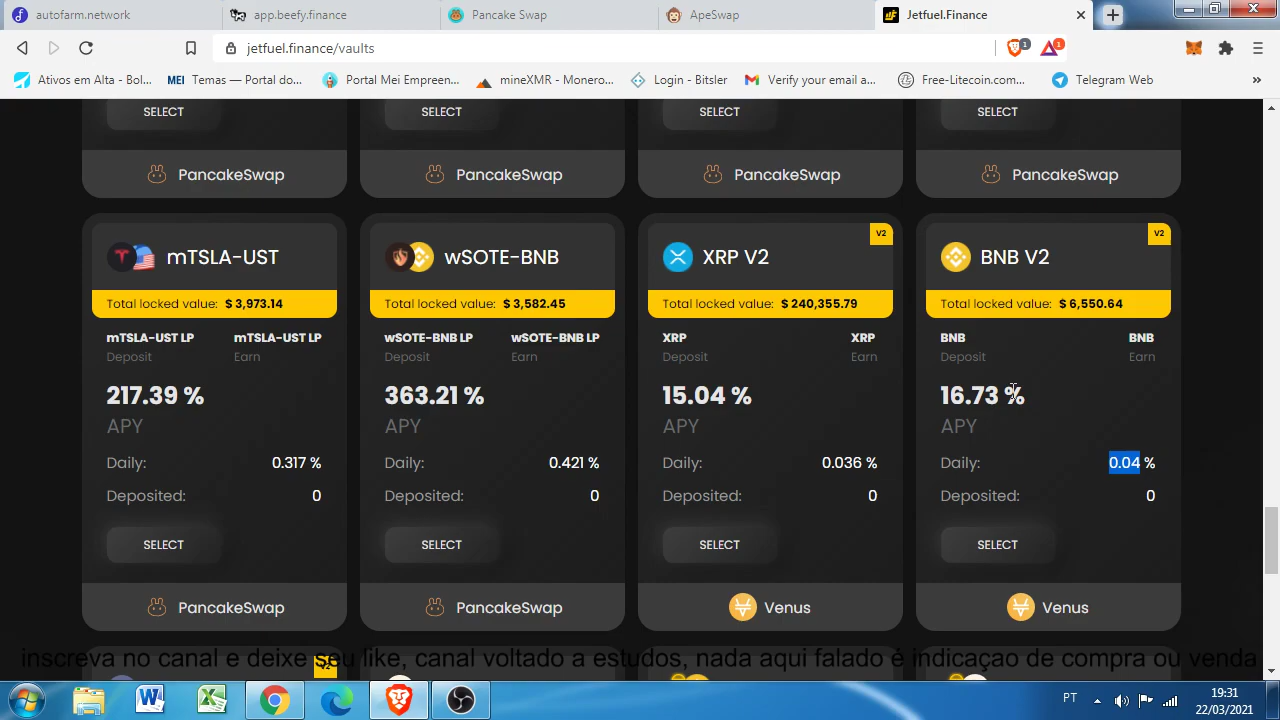 autofarm.network
app.beefy.finance
Pancake Swap
ApeSwap
Jetfuel.Finance
jetfuel.finance/vaults
1
1
Ativos em Alta - Bol...
MEI Temas — Portal do...
Portal Mei Empreen...
mineXMR - Monero...
Login - Bitsler
Verify your email a...
Free-Litecoin.com...
Telegram Web
»
SELECT SELECT SELECT SELECT
PancakeSwap PancakeSwap PancakeSwap PancakeSwap
mTSLA-UST
Total locked value: $ 3,973.14
mTSLA-UST LP mTSLA-UST LP
Deposit Earn
217.39 %
APY
Daily: 0.317 %
Deposited: 0
SELECT
PancakeSwap
wSOTE-BNB
Total locked value: $ 3,582.45
wSOTE-BNB LP wSOTE-BNB LP
Deposit Earn
363.21 %
APY
Daily: 0.421 %
Deposited: 0
SELECT
PancakeSwap
V2
XRP V2
Total locked value: $ 240,355.79
XRP XRP
Deposit Earn
15.04 %
APY
Daily: 0.036 %
Deposited: 0
SELECT
Venus
V2
BNB V2
Total locked value: $ 6,550.64
BNB BNB
Deposit Earn
16.73 %
APY
Daily: 0.04 %
Deposited: 0
SELECT
Venus
V2
inscreva no canal e deixe seu like, canal voltado a estudos, nada aqui falado é indicaçao de compra ou venda
PT
19:31
22/03/2021